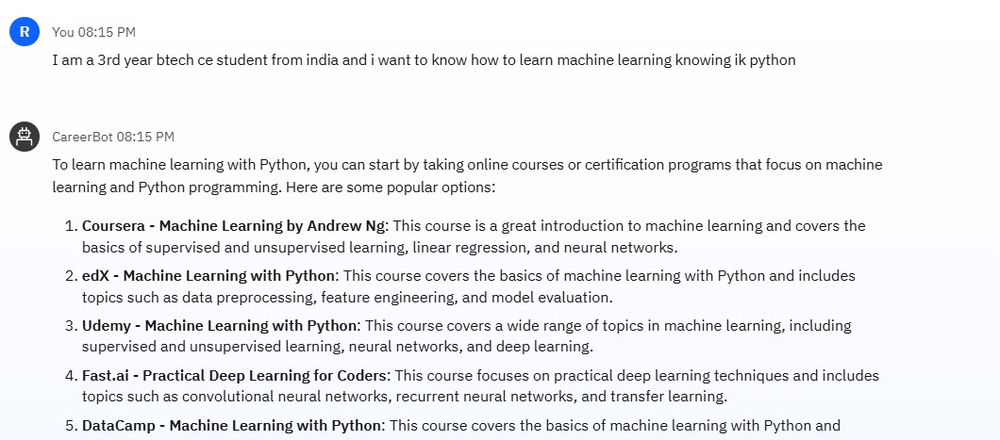 R
You 08:15 PM
I am a 3rd year btech ce student from india and i want to know how to learn machine learning knowing ik python
CareerBot 08:15 PM
To learn machine learning with Python, you can start by taking online courses or certification programs that focus on machine
learning and Python programming. Here are some popular options:
1. Coursera - Machine Learning by Andrew Ng: This course is a great introduction to machine learning and covers the
basics of supervised and unsupervised learning, linear regression, and neural networks.
2. edX - Machine Learning with Python: This course covers the basics of machine learning with Python and includes
topics such as data preprocessing, feature engineering, and model evaluation.
3. Udemy - Machine Learning with Python: This course covers a wide range of topics in machine learning, including
supervised and unsupervised learning, neural networks, and deep learning.
4. Fast.ai - Practical Deep Learning for Coders: This course focuses on practical deep learning techniques and includes
topics such as convolutional neural networks, recurrent neural networks, and transfer learning.
5. DataCamp - Machine Learning with Python: This course covers the basics of machine learning with Python and